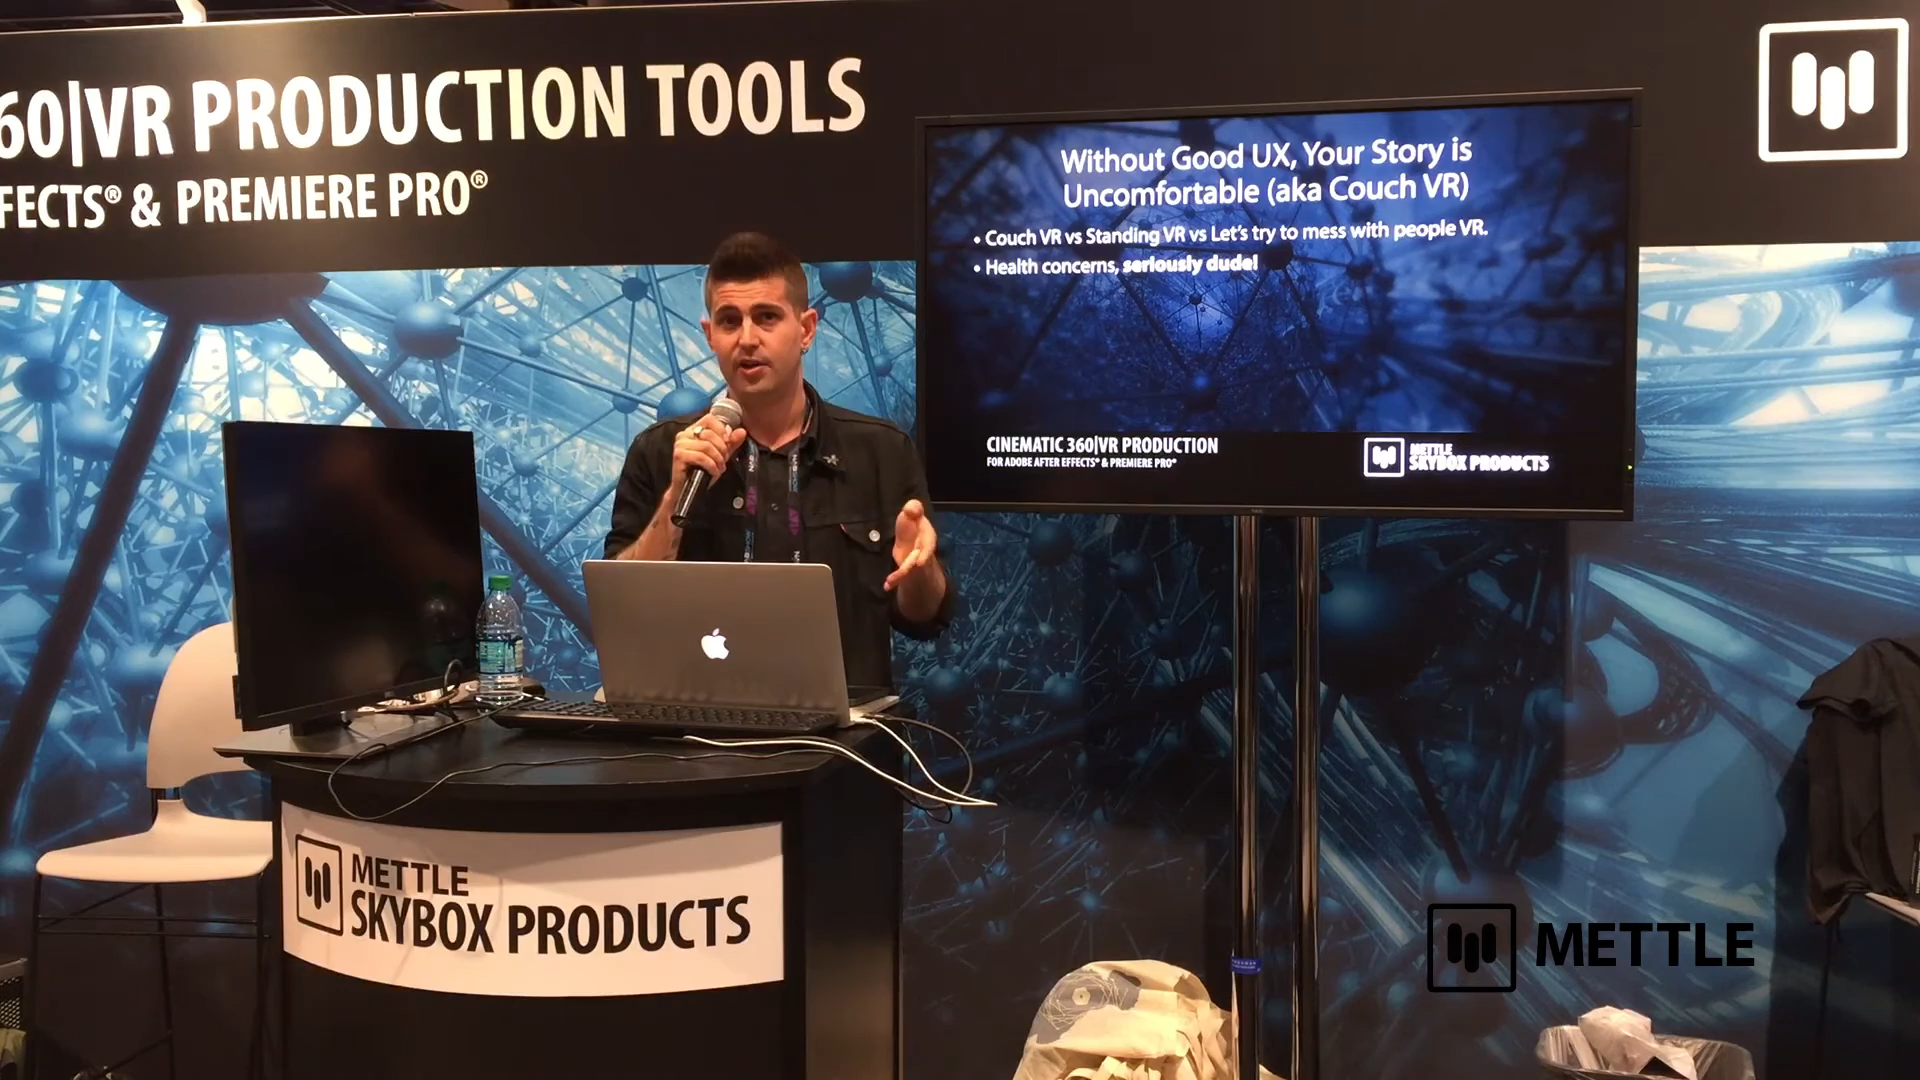 60|VR PRODUCTION TOOLS
FFECTS® & PREMIERE PRO®
Without Good UX, Your Story is
Uncomfortable (aka Couch VR)
• Couch VR vs Standing VR vs Let's try to mess with people VR.
• Health concerns, seriously dude!
CINEMATIC 360|VR PRODUCTION
FOR ADOBE AFTER EFFECTS® & PREMIERE PRO®
METTLE
SKYBOX PRODUCTS
METTLE
SKYBOX PRODUCTS
METTLE